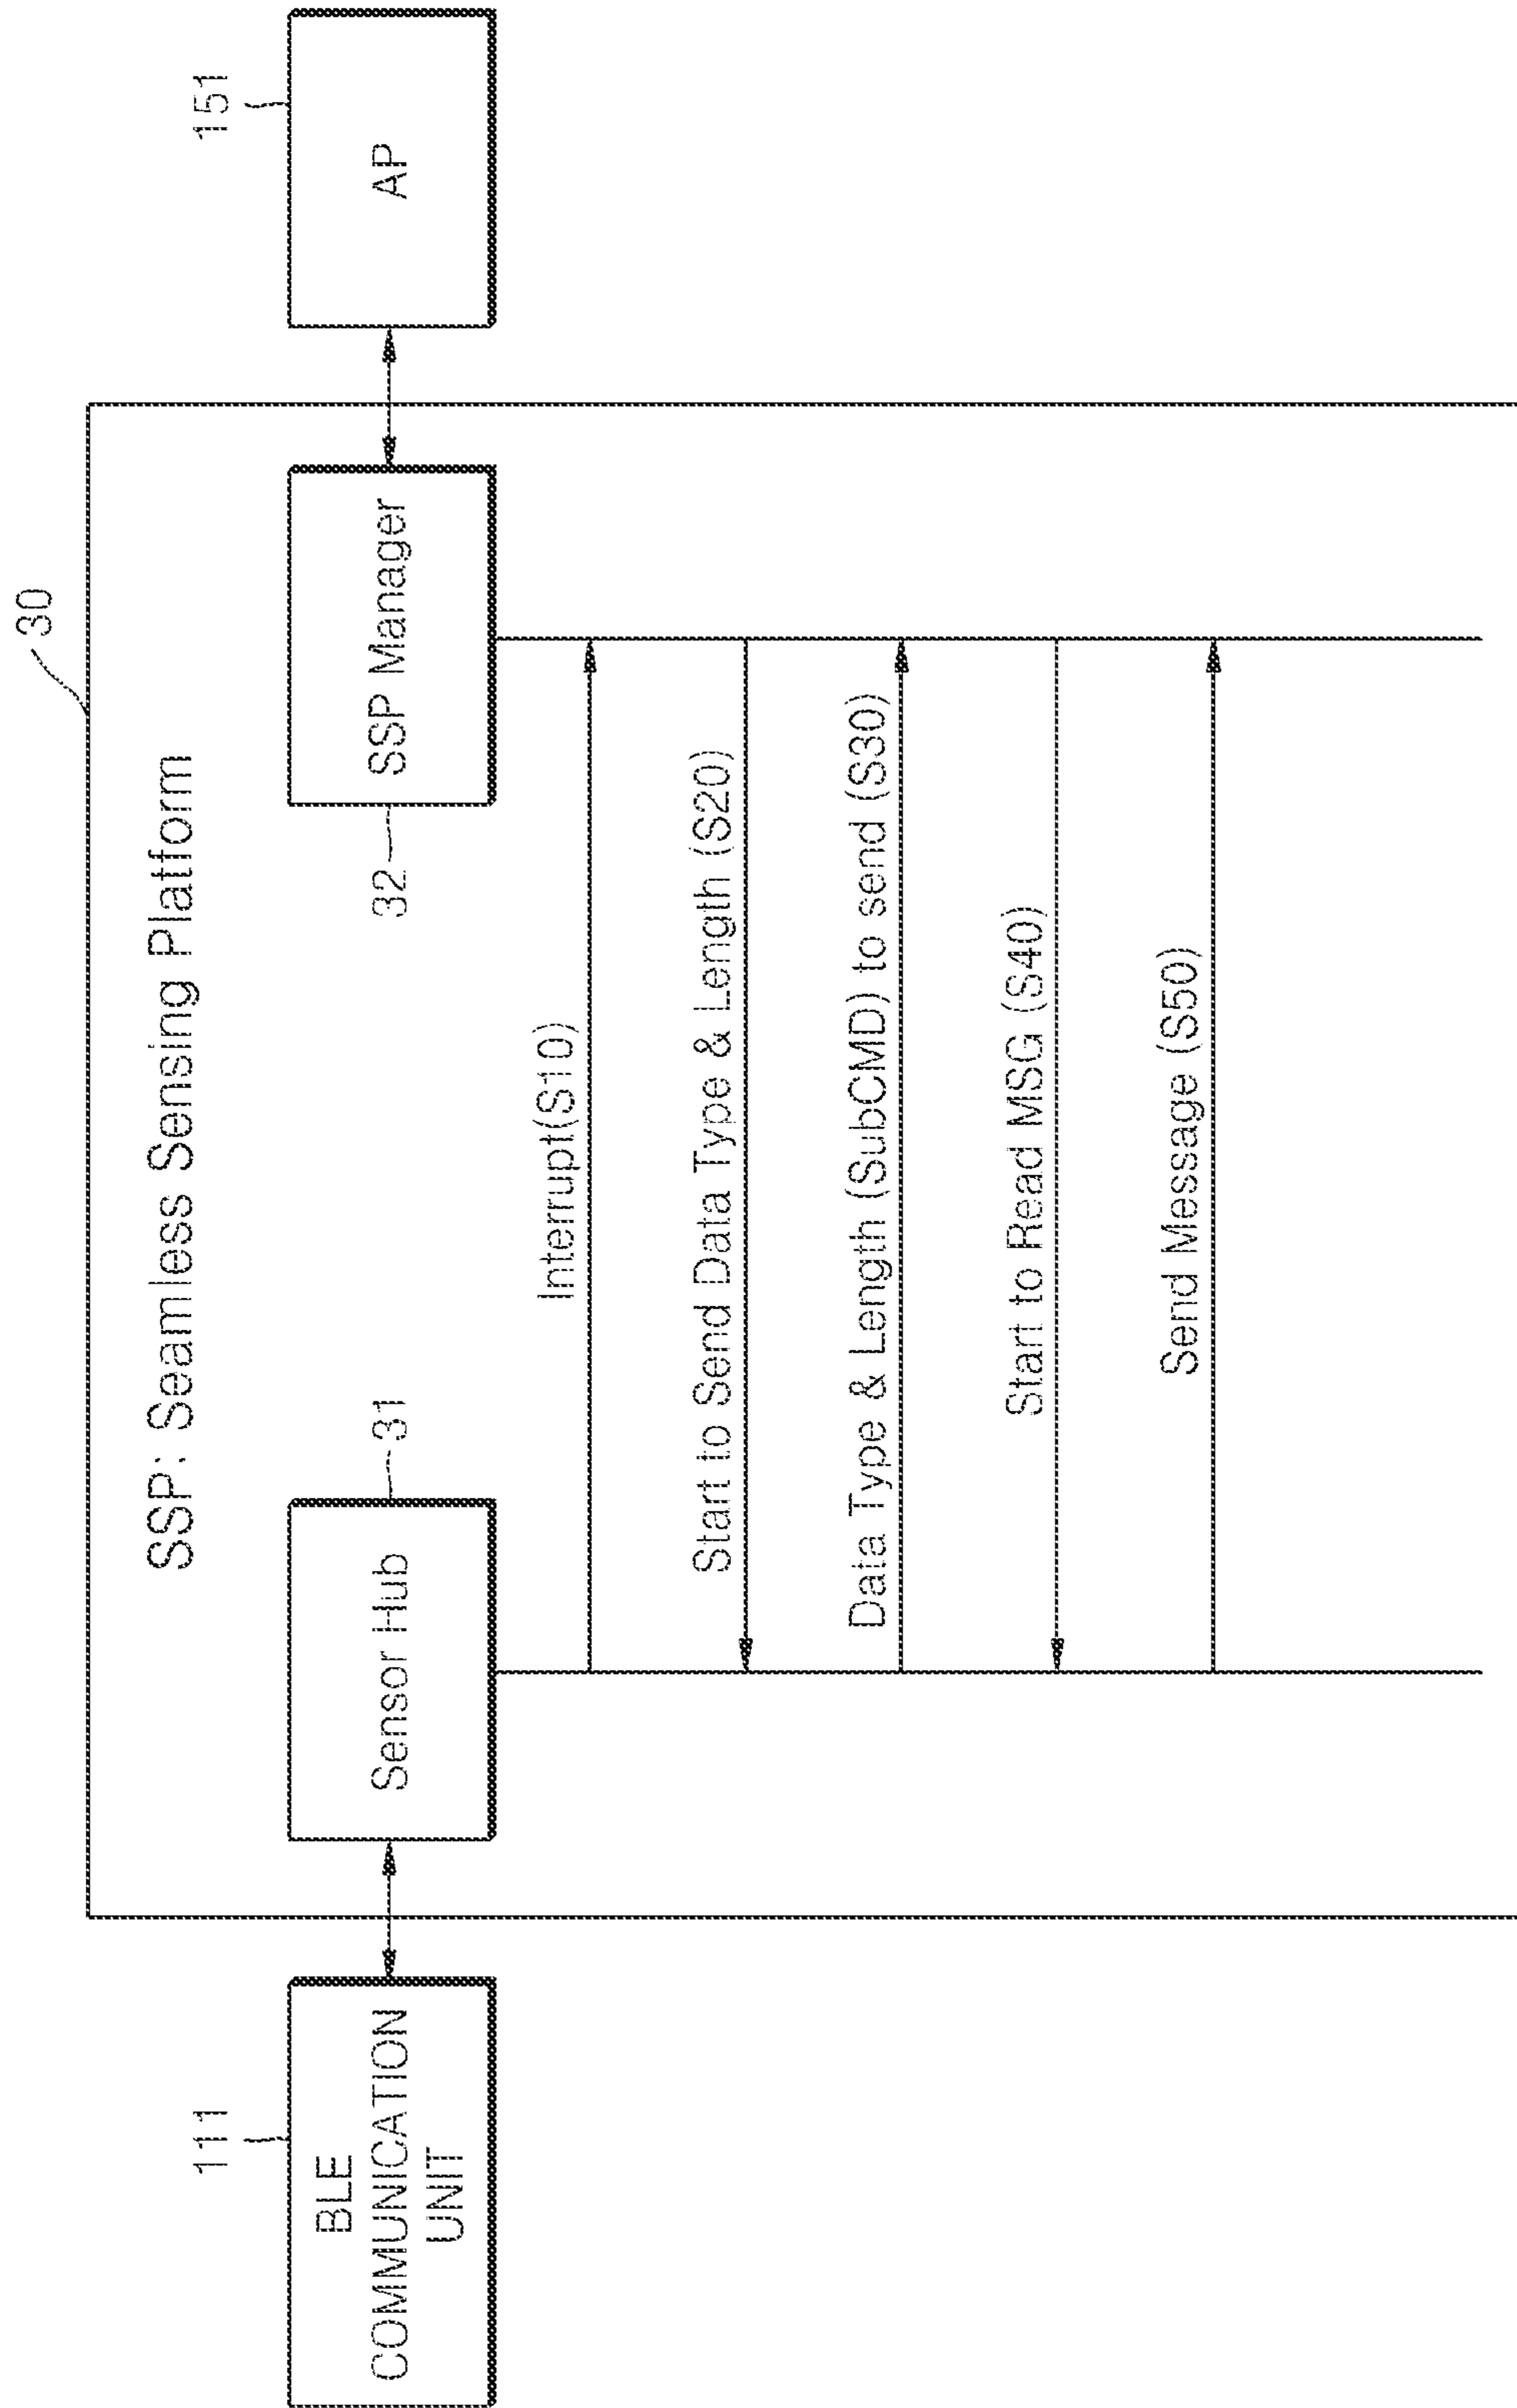 30
SSP: Seamless Sensing Platform
111
151
BLE
COMMUNICATION
UNIT
Sensor Hub
31
32
SSP Manager
AP
Interrupt(S10)
Start to Send Data Type & Length (S20)
Data Type & Length (SubCMD) to send (S30)
Start to Read MSG (S40)
Send Message (S50)